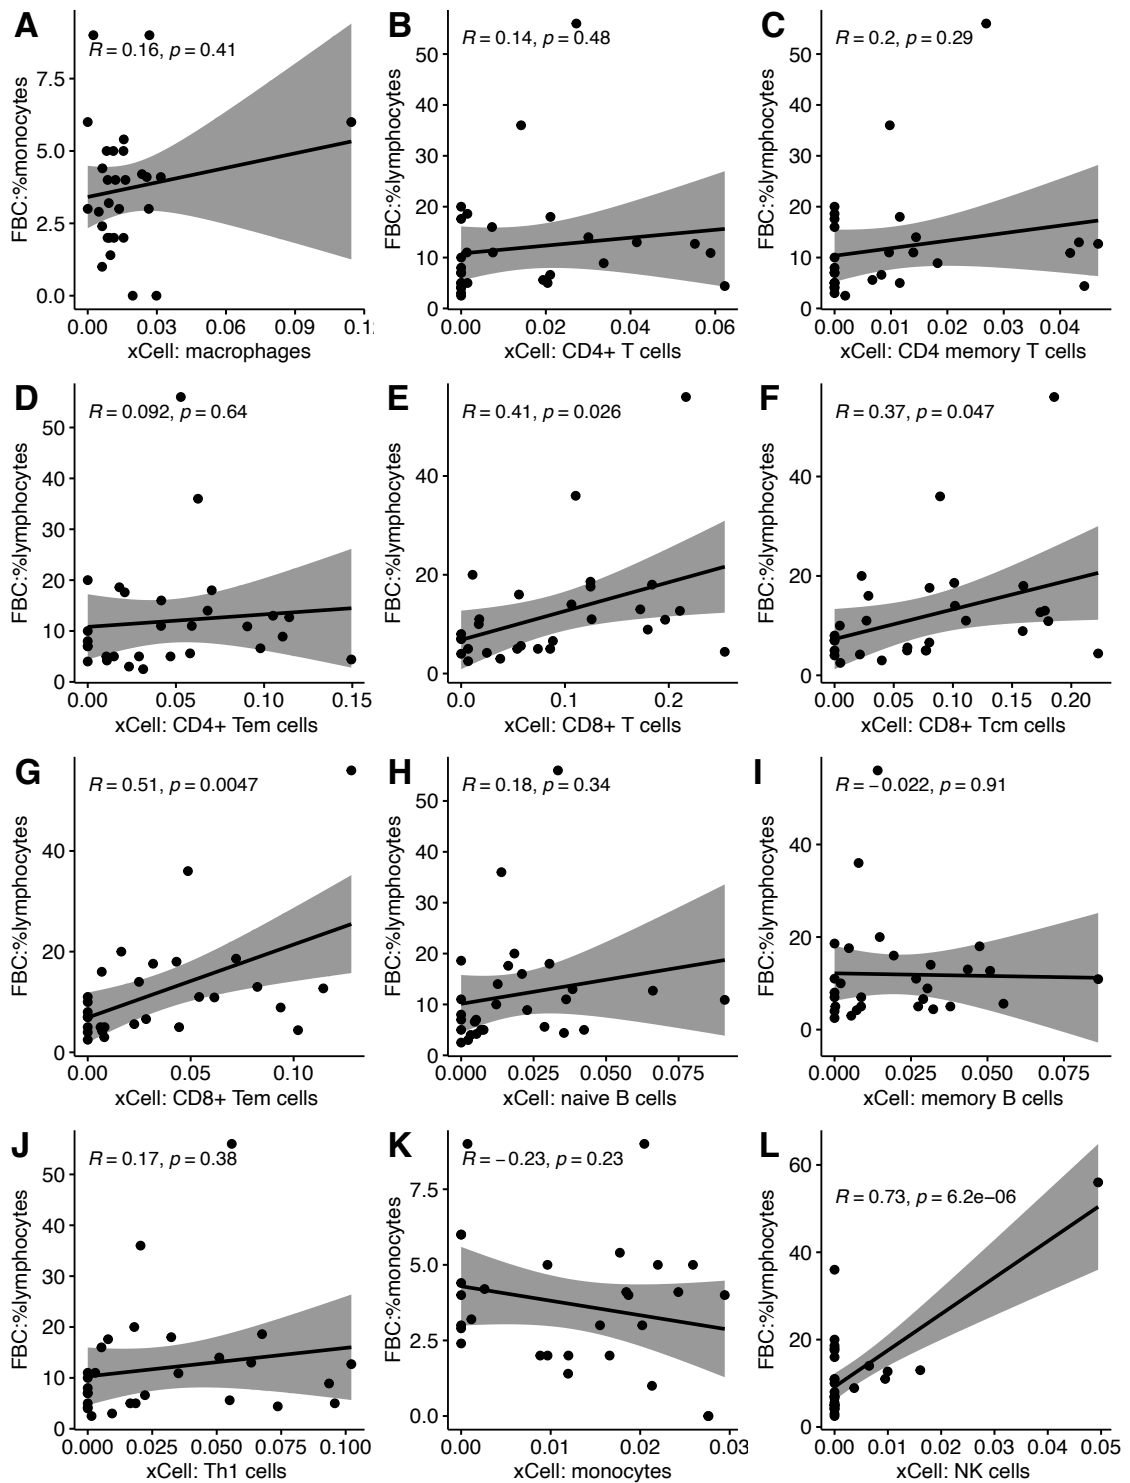 A
R = 0.16, p = 0.41
FBC:%monocytes
7.5
5.0
2.5
0.0
0.00 0.03 0.06 0.09
xCell: macrophages
B
R = 0.14, p = 0.48
FBC:%lymphocytes
50
40
30
20
10
0
0.00 0.02 0.04 0.06
xCell: CD4+ T cells
C
R = 0.2, p = 0.29
FBC:%lymphocytes
50
40
30
20
10
0
0.00 0.01 0.02 0.03 0.04
xCell: CD4 memory T cells
D
R = 0.092, p = 0.64
FBC:%lymphocytes
50
40
30
20
10
0
0.00 0.05 0.10 0.15
xCell: CD4+ Tem cells
E
R = 0.41, p = 0.026
FBC:%lymphocytes
40
20
0
0.0 0.1 0.2
xCell: CD8+ T cells
F
R = 0.37, p = 0.047
FBC:%lymphocytes
40
20
0
0.00 0.05 0.10 0.15 0.20
xCell: CD8+ Tcm cells
G
R = 0.51, p = 0.0047
FBC:%lymphocytes
40
20
0
0.00 0.05 0.10
xCell: CD8+ Tem cells
H
R = 0.18, p = 0.34
FBC:%lymphocytes
50
40
30
20
10
0
0.000 0.025 0.050 0.075
xCell: naive B cells
I
R = −0.022, p = 0.91
FBC:%lymphocytes
40
20
0
0.000 0.025 0.050 0.075
xCell: memory B cells
J
R = 0.17, p = 0.38
FBC:%lymphocytes
50
40
30
20
10
0
0.000 0.025 0.050 0.075 0.100
xCell: Th1 cells
K
R = −0.23, p = 0.23
FBC:%monocytes
7.5
5.0
2.5
0.0
0.00 0.01 0.02 0.03
xCell: monocytes
L
R = 0.73, p = 6.2e−06
FBC:%lymphocytes
60
40
20
0
0.00 0.01 0.02 0.03 0.04 0.05
xCell: NK cells